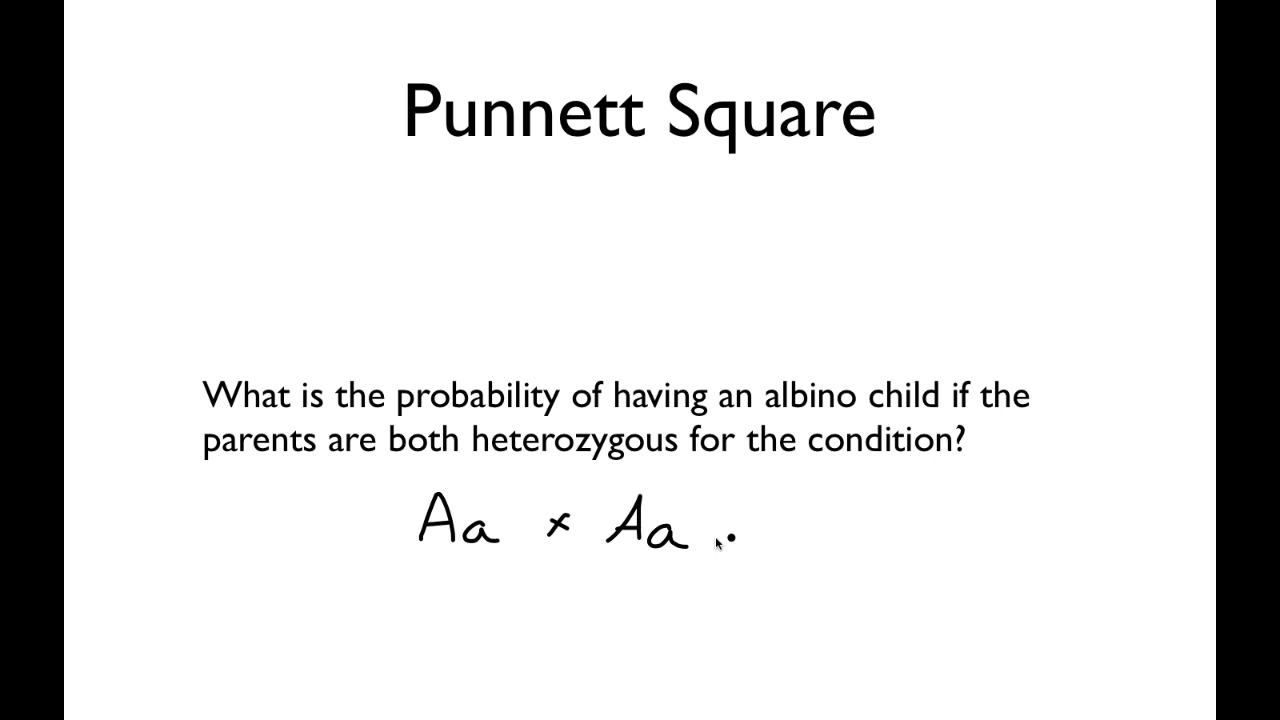 Punnett Square
What is the probability of having an albino child if the
parents are both heterozygous for the condition?
Aa × Aa